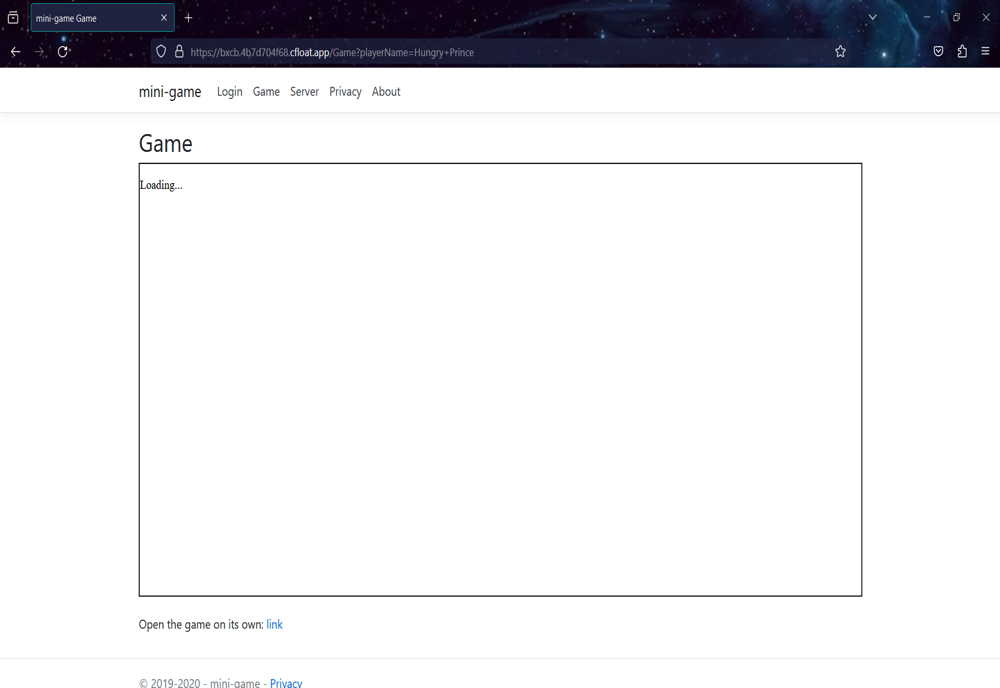 mini-game Game
https://bxcb.4b7d704f68.cfloat.app/Game?playerName=Hungry+Prince
mini-game Login Game Server Privacy About
Game
Loading...
Open the game on its own: link
© 2019-2020 - mini-game - Privacy